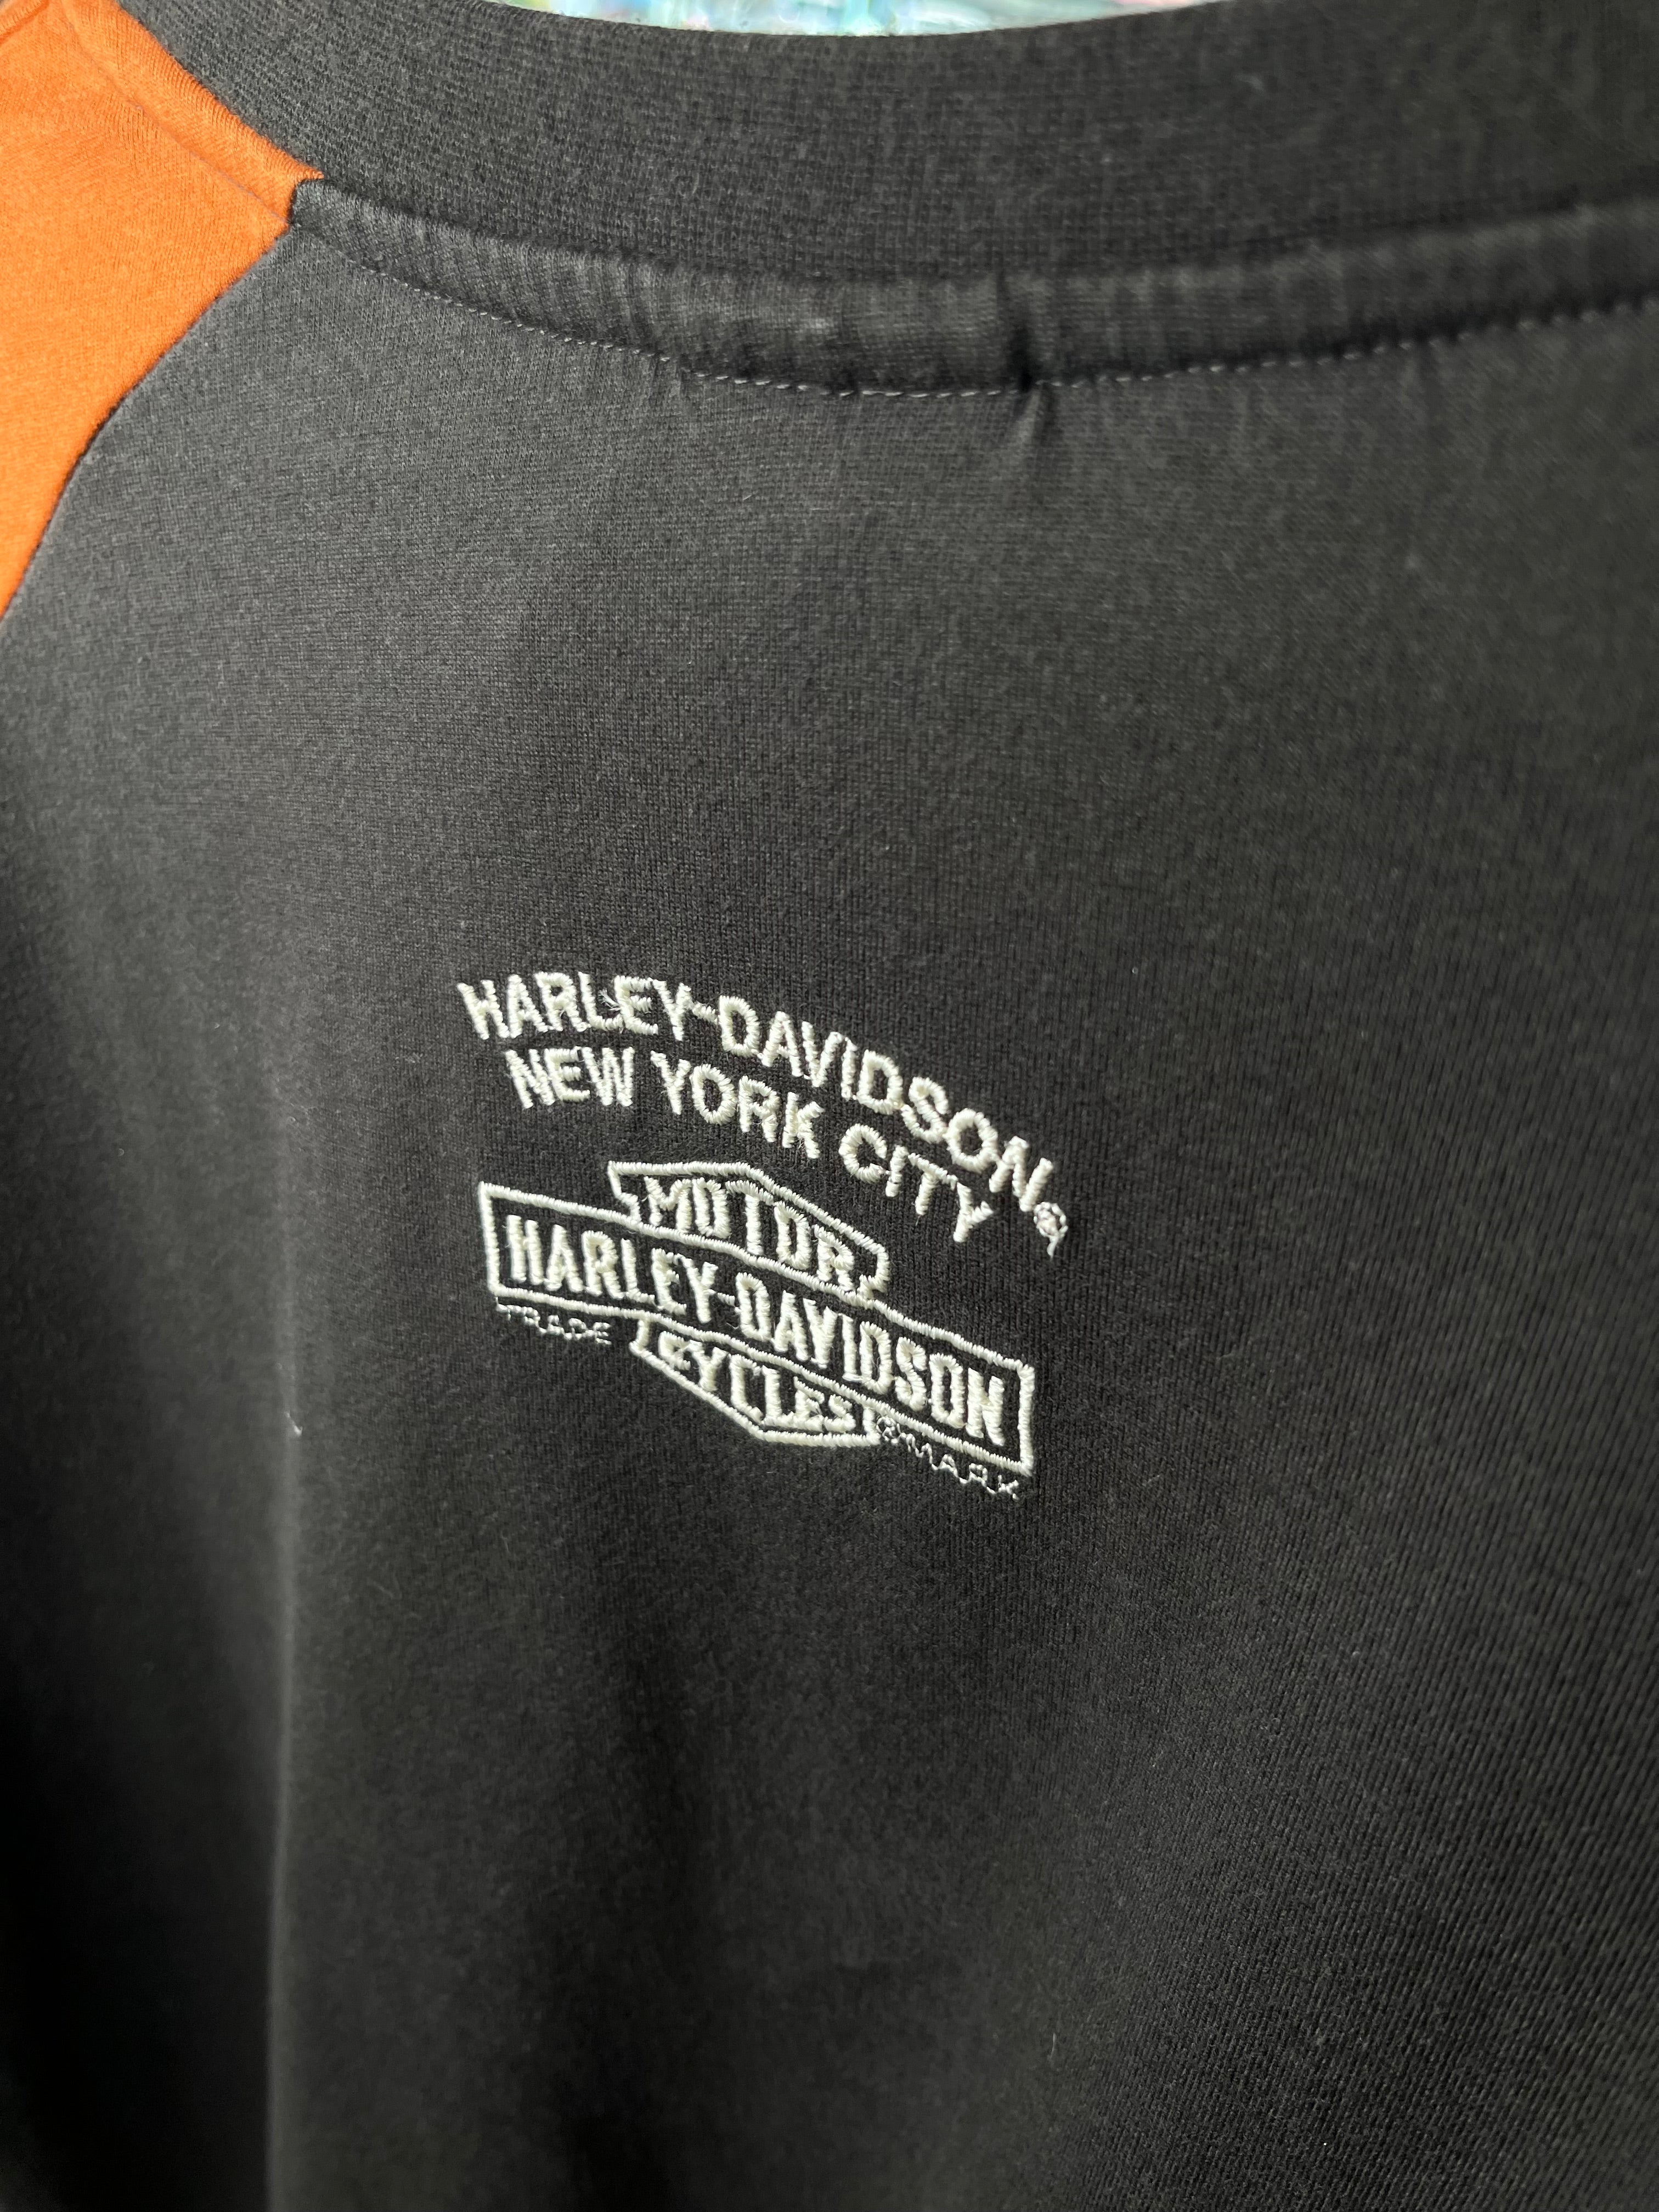 HARLEY-DAVIDSON®
NEW YORK CITY
MOTOR
HARLEY-DAVIDSON
TRADE CYCLES ® MARK